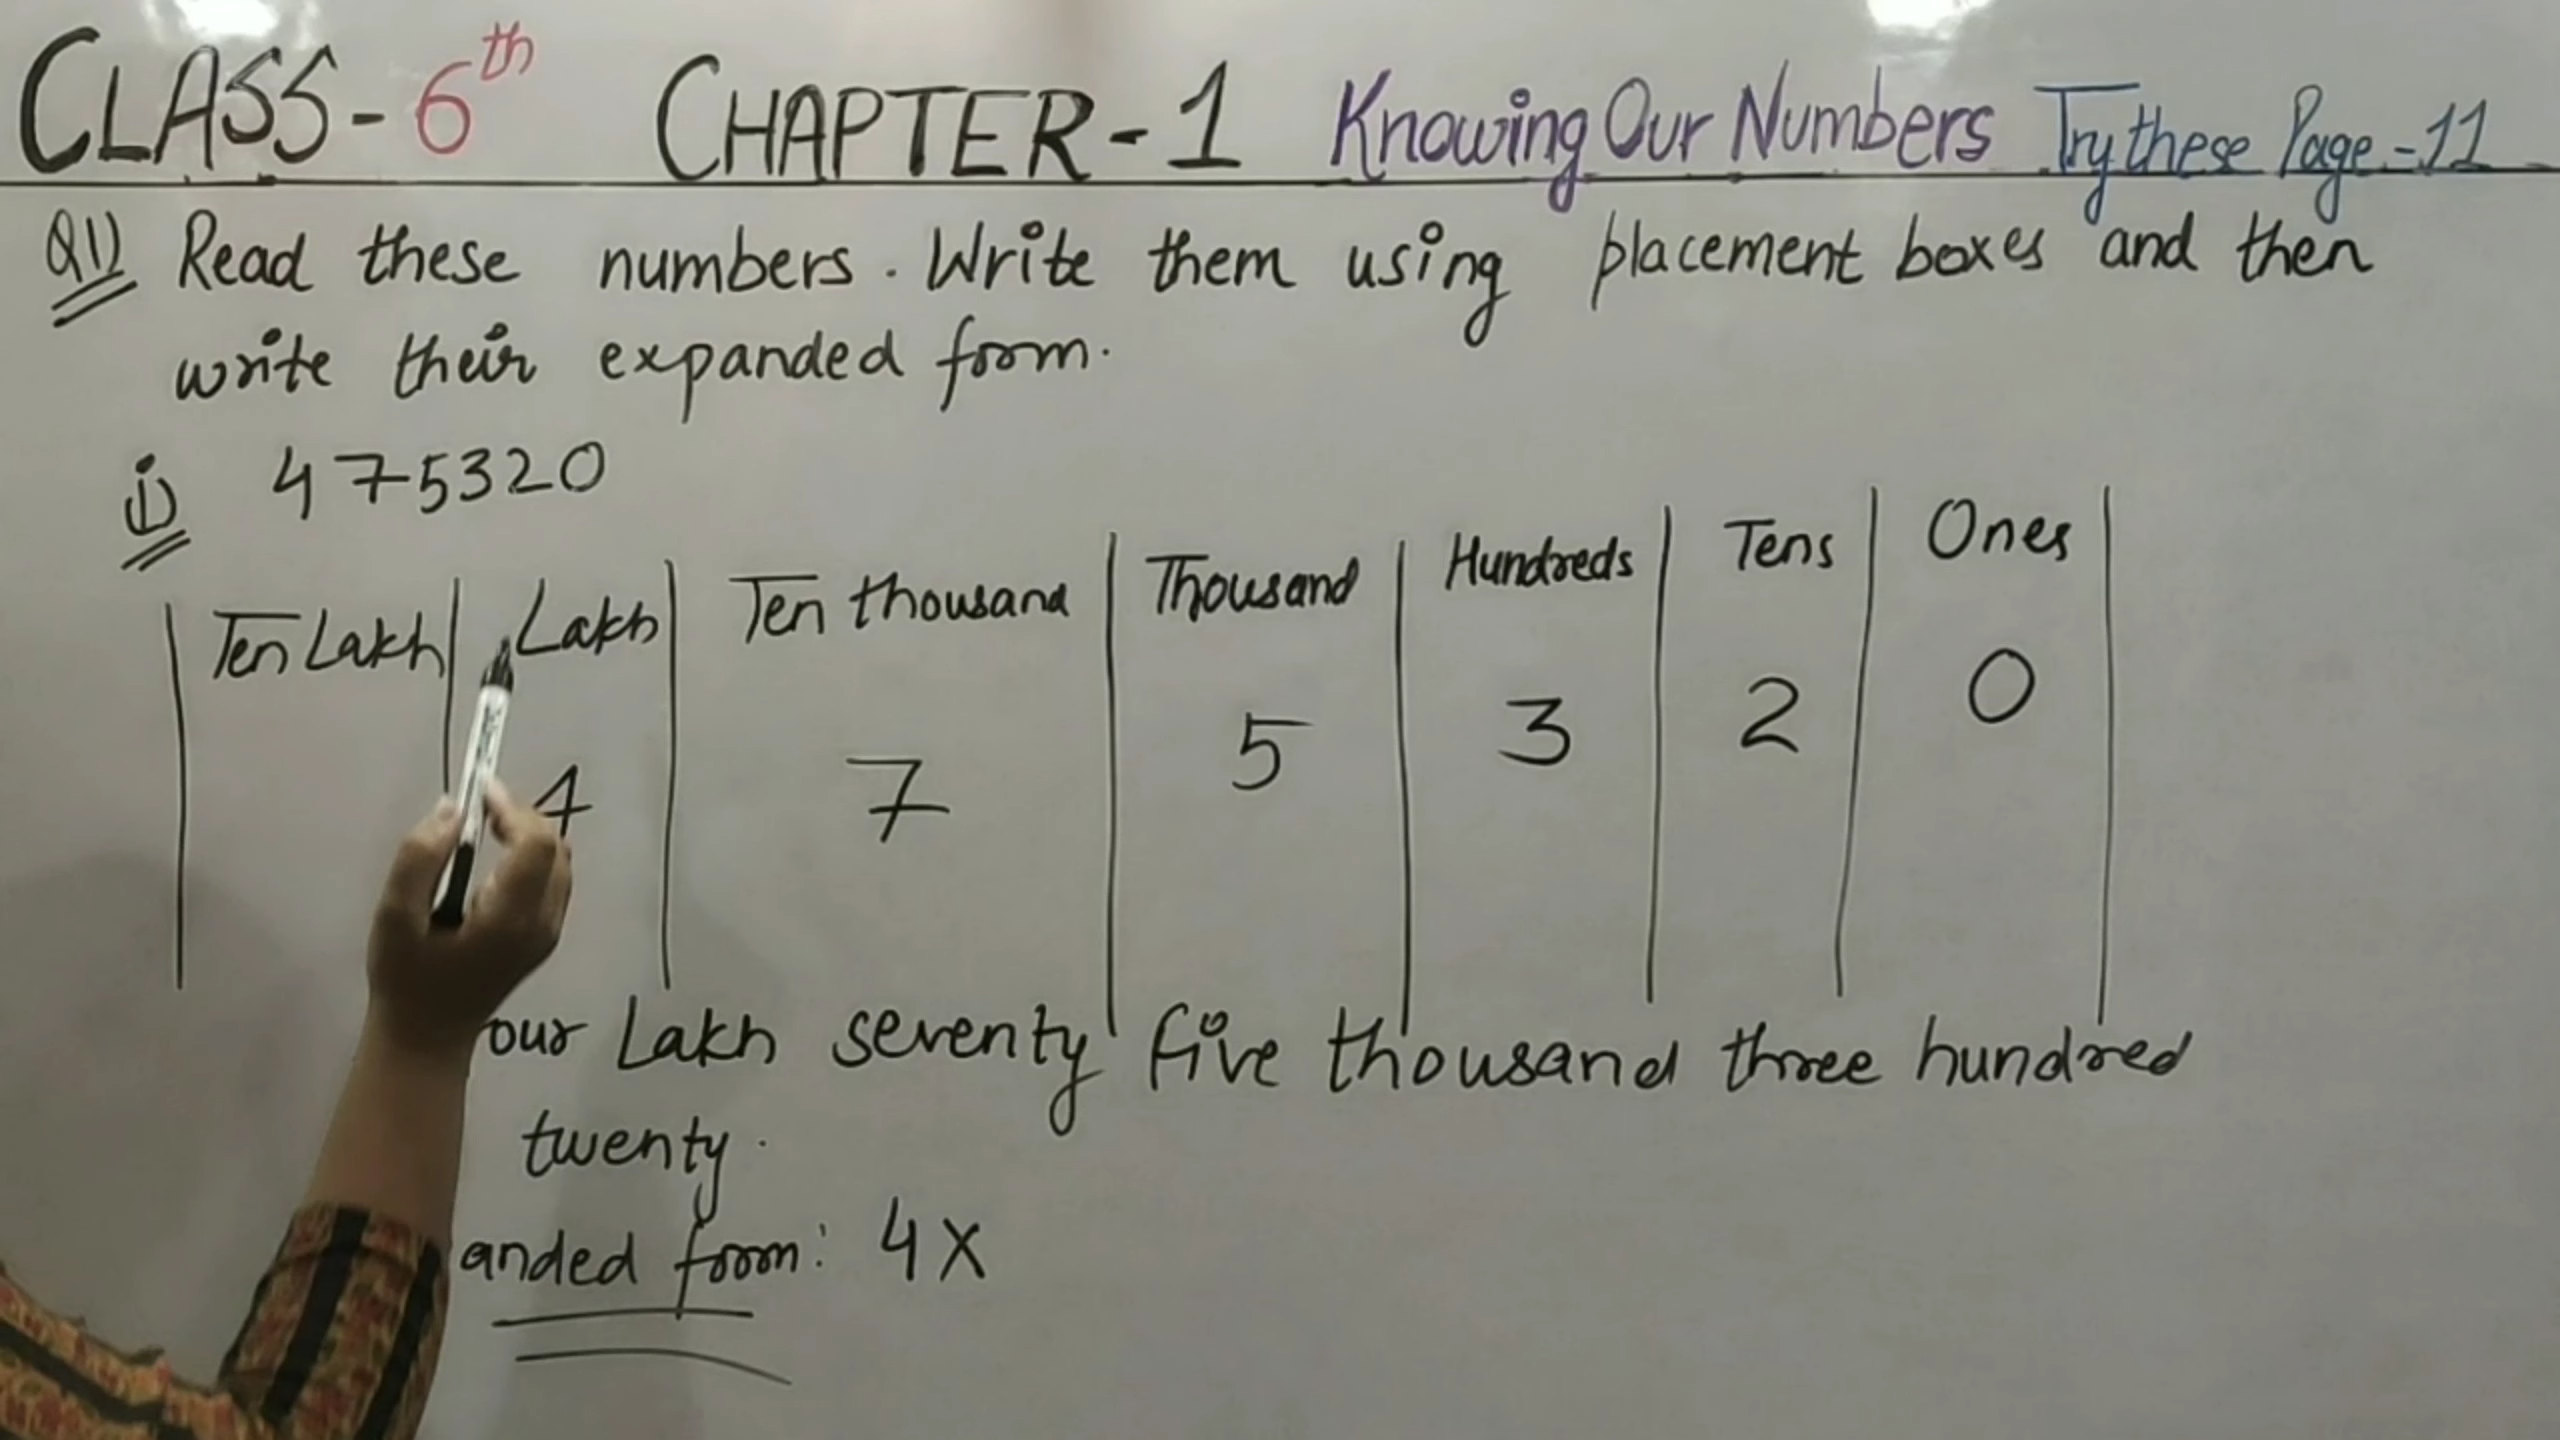 CLASS-6th CHAPTER-1 Knowing Our Numbers Try these Page-11
Q1) Read these numbers. Write them using placement boxes and then
write their expanded form.
i) 475320
Ten Lakh Lakh Ten thousand Thousand Hundreds Tens Ones
4 7 5 3 2 0
our Lakh seventy five thousand three hundred
twenty.
anded form: 4x